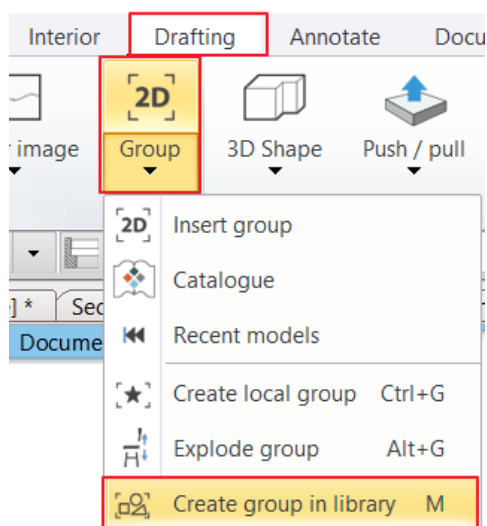 Interior Drafting Annotate Docu
2D
image Group 3D Shape Push / pull
2D Insert group
Catalogue
] * Sec
Recent models
Docume
Create local group Ctrl+G
Explode group Alt+G
Create group in library M